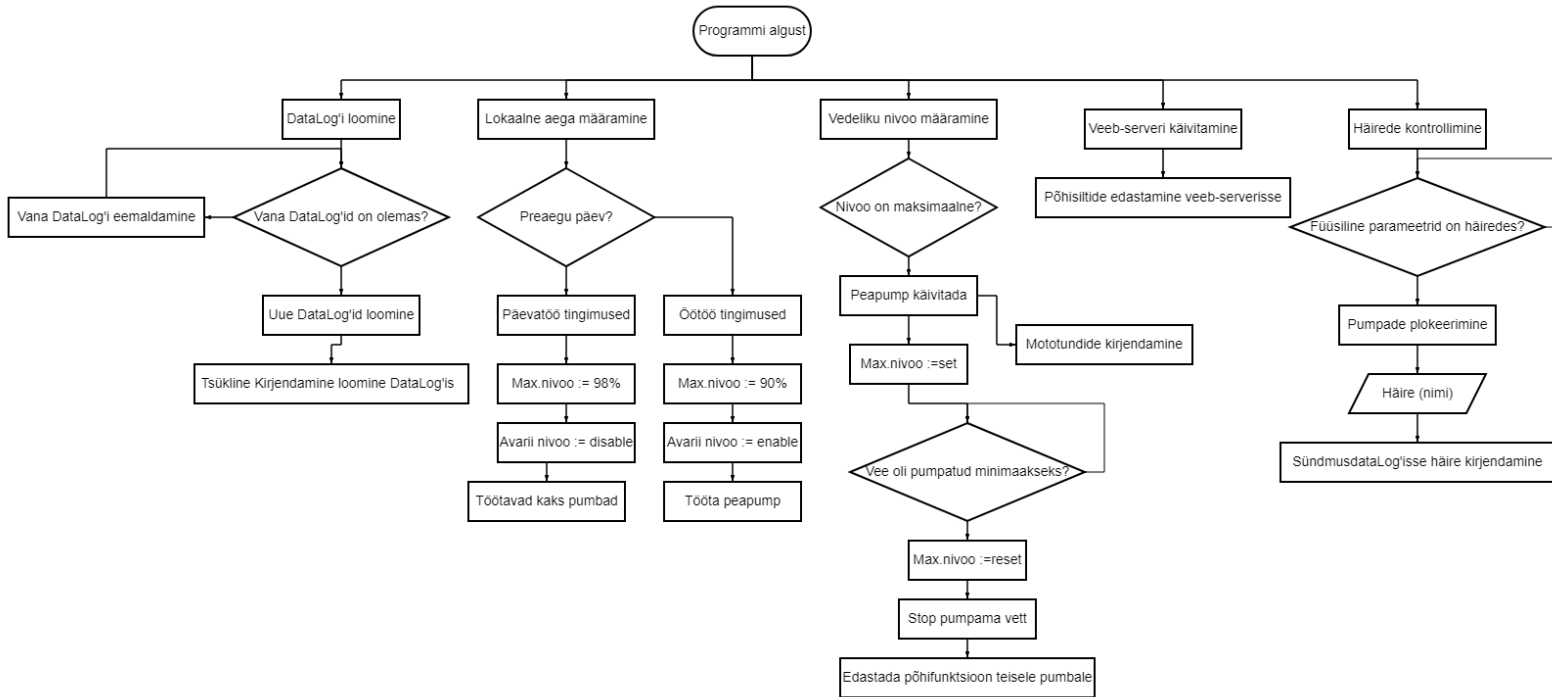 Programmi algust
DataLog'i loomine
Lokaalne aega määramine
Vedeliku nivoo määramine
Veeb-serveri käivitamine
Häirede kontrollimine
Vana DataLog'i eemaldamine
Vana DataLog'id on olemas?
Preaegu päev?
Nivoo on maksimaalne?
Põhisiltide edastamine veeb-serverisse
Füüsiline parameetrid on häiredes?
Uue DataLog'id loomine
Päevatöö tingimused
Öötöö tingimused
Peapump käivitada
Mototundide kirjendamine
Pumpade plokeerimine
Tsükline Kirjendamine loomine DataLog'is
Max.nivoo := 98%
Max.nivoo := 90%
Max.nivoo :=set
Häire (nimi)
Avarii nivoo := disable
Avarii nivoo := enable
Vee oli pumpatud minimaakseks?
SündmusdataLog'isse häire kirjendamine
Töötavad kaks pumbad
Tööta peapump
Max.nivoo :=reset
Stop pumpama vett
Edastada põhifunktsioon teisele pumbale